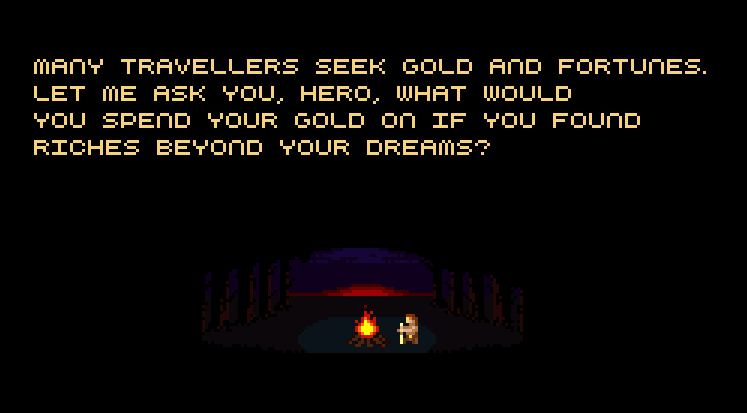 MANY TRAVELLERS SEEK GOLD AND FORTUNES.
LET ME ASK YOU, HERO, WHAT WOULD
YOU SPEND YOUR GOLD ON IF YOU FOUND
RICHES BEYOND YOUR DREAMS?